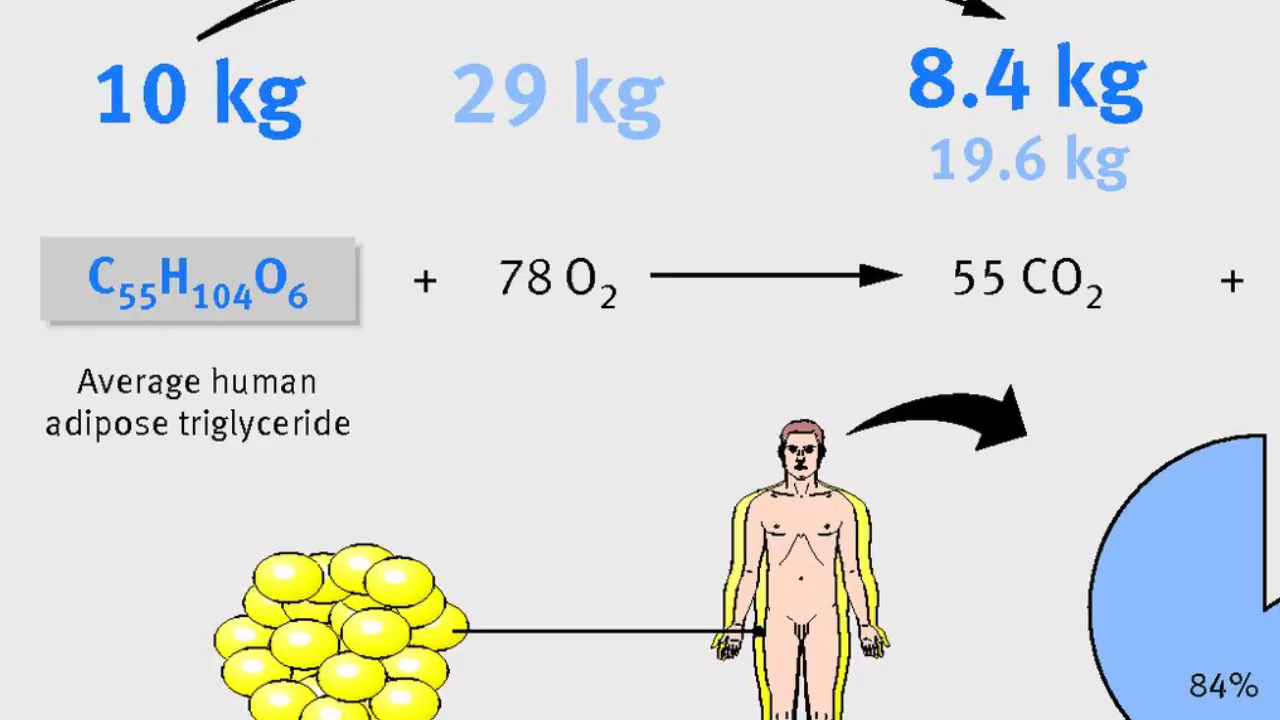 10 kg 29 kg 8.4 kg
19.6 kg
C₅₅H₁₀₄O₆ + 78 O₂ → 55 CO₂ +
Average human
adipose triglyceride
84%